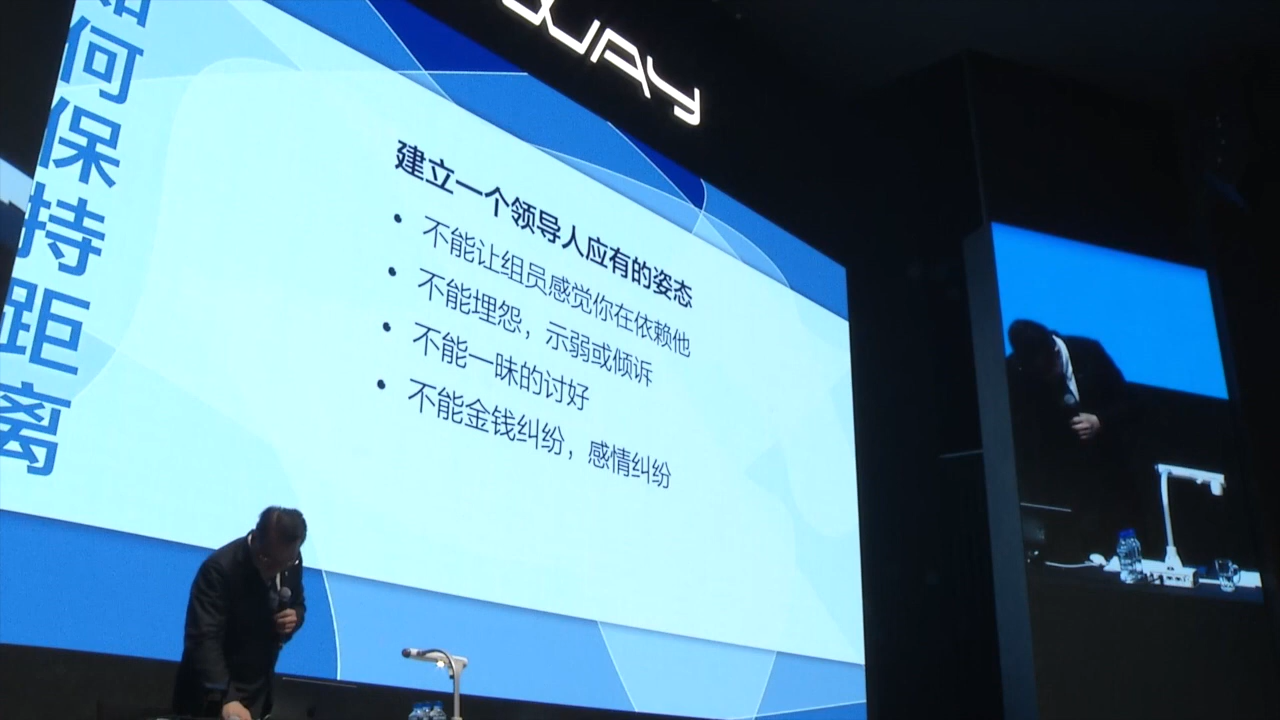 如何保持距离
建立一个领导人应有的姿态
• 不能让组员感觉你在依赖他
• 不能埋怨，示弱或倾诉
• 不能一昧的讨好
• 不能金钱纠纷，感情纠纷